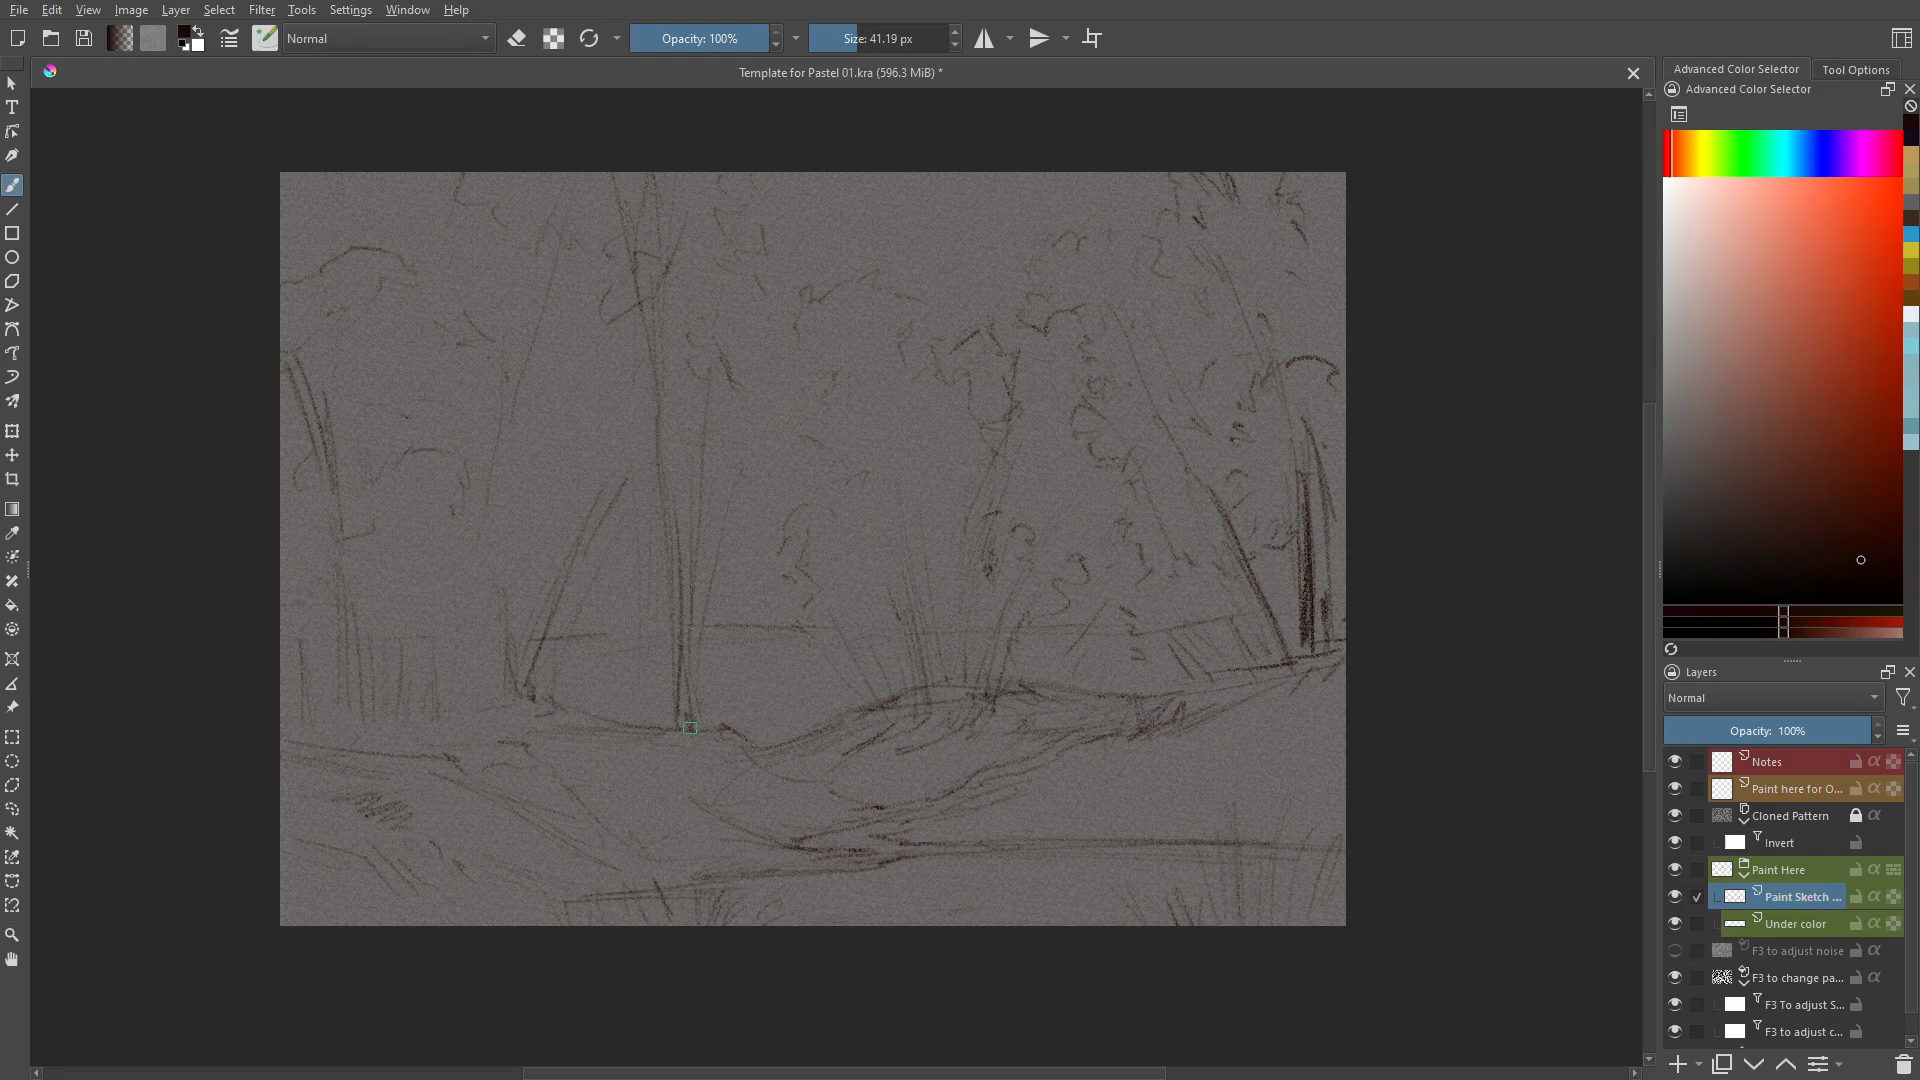 File Edit View Image Layer Select Filter Tools Settings Window Help
Normal
Opacity: 100%
Size: 41.19 px
Template for Pastel 01.kra (596.3 MiB) *
Advanced Color Selector
Tool Options
Advanced Color Selector
Layers
Normal
Opacity: 100%
Notes
Paint here for O...
Cloned Pattern
Invert
Paint Here
Paint Sketch ...
Under color
F3 to adjust noise
F3 to change pa...
F3 To adjust S...
F3 to adjust c...